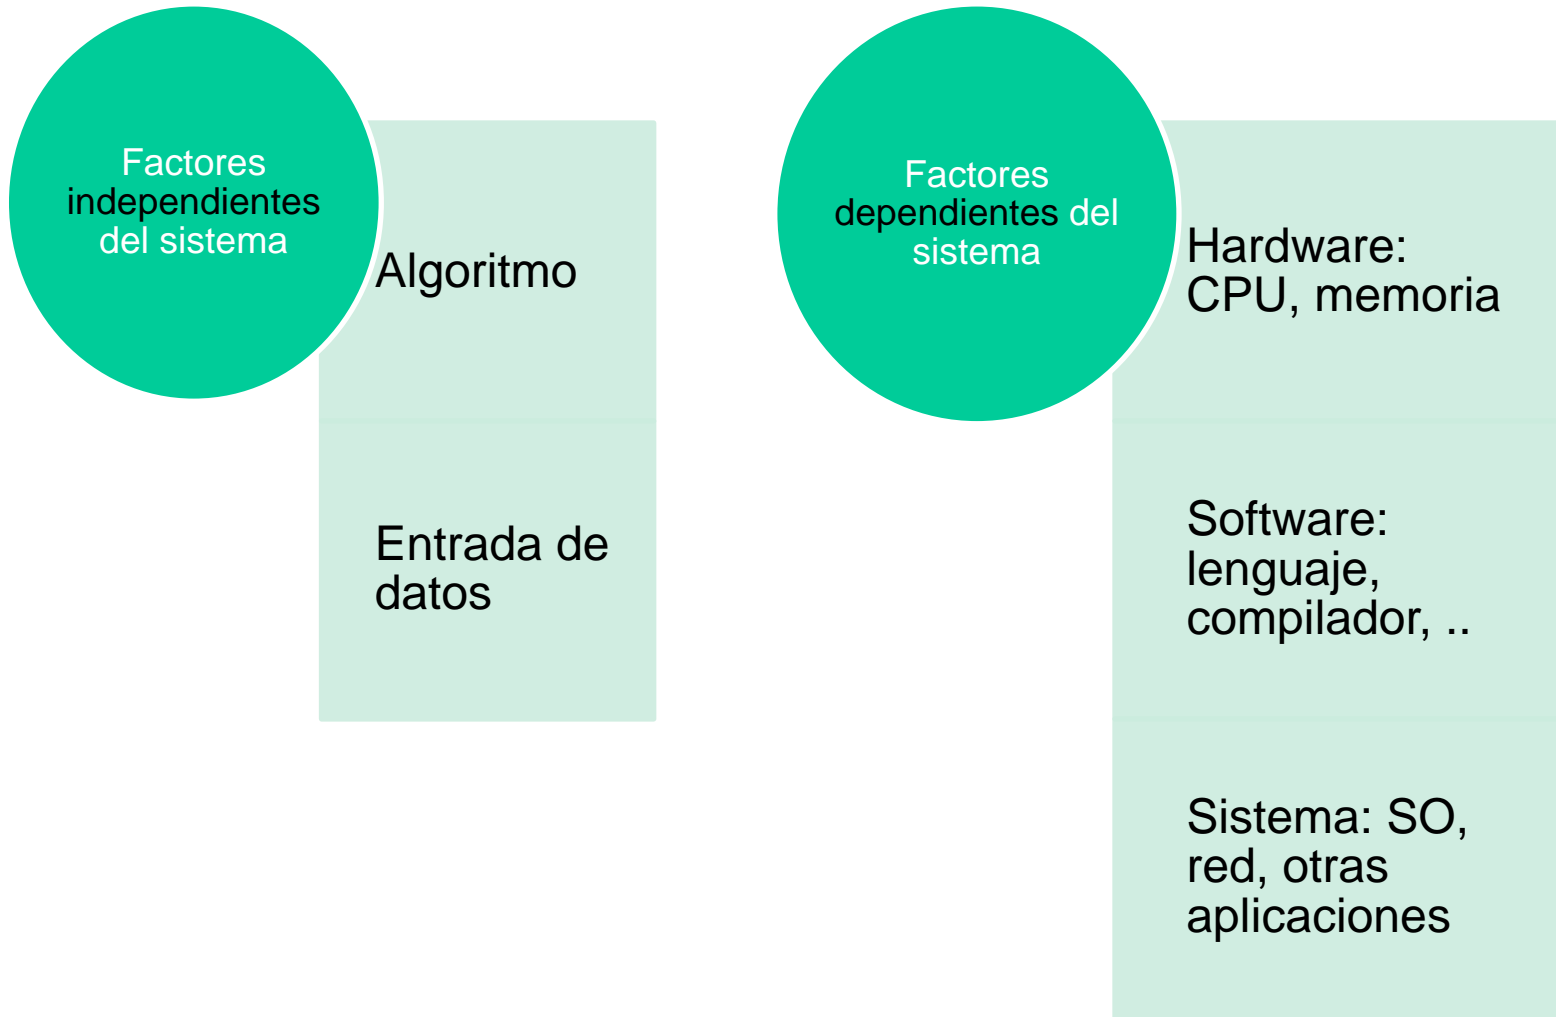 Factores
independientes
del sistema
Algoritmo
Entrada de
datos
Factores
dependientes del
sistema
Hardware:
CPU, memoria
Software:
lenguaje,
compilador, ..
Sistema: SO,
red, otras
aplicaciones